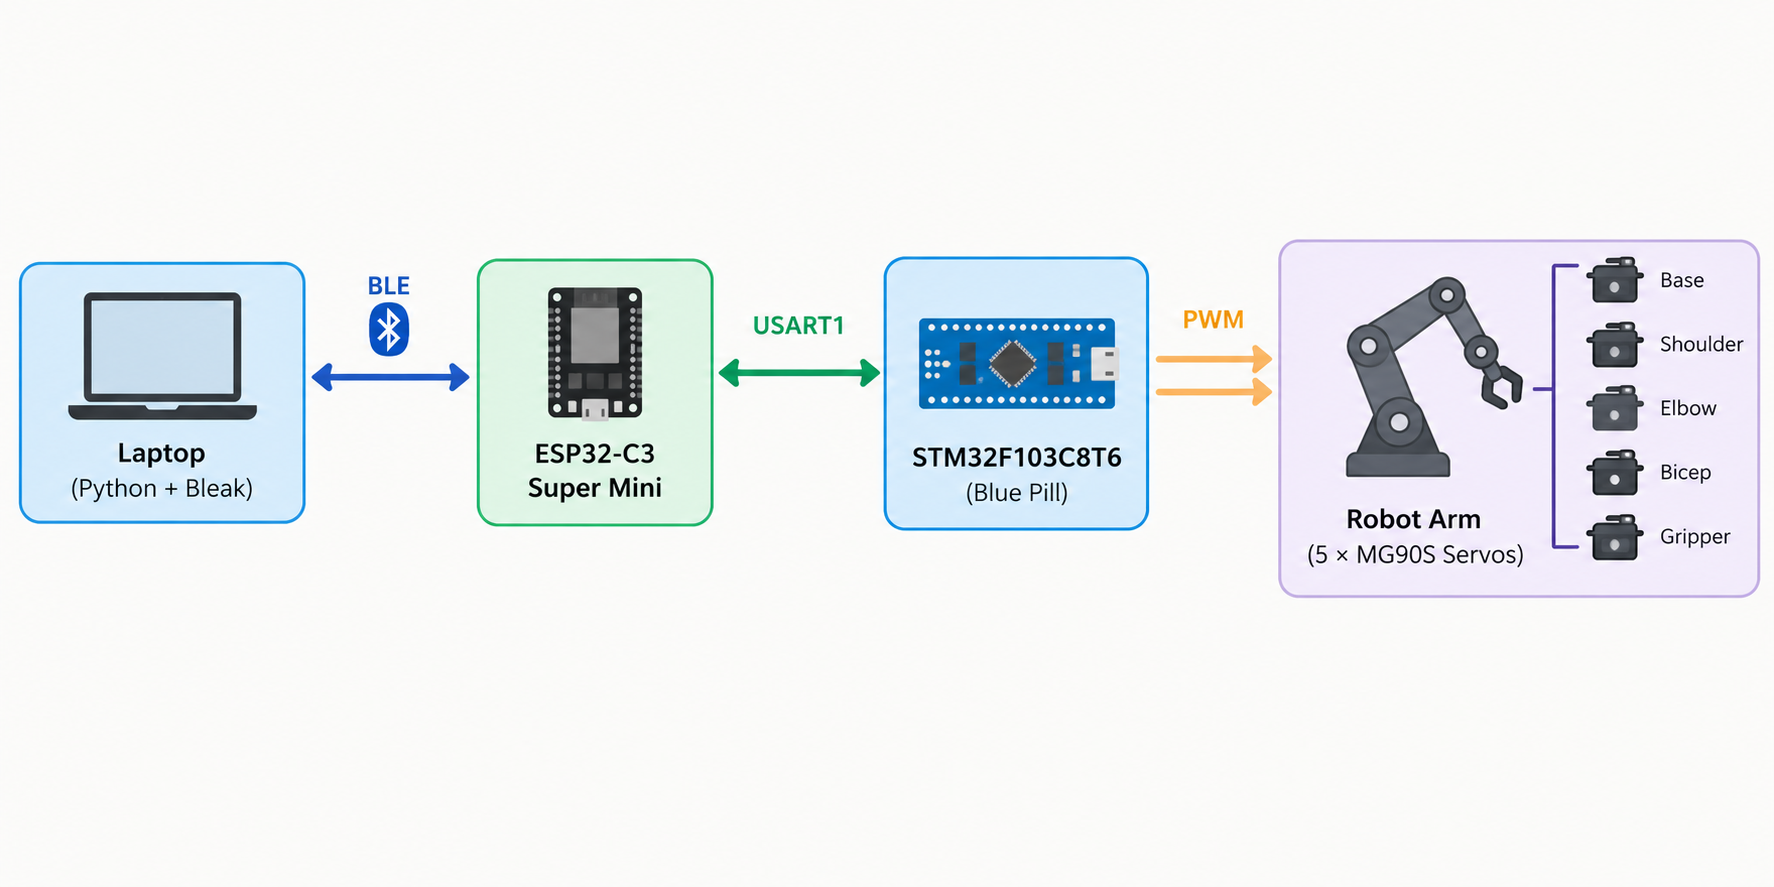 BLE
Laptop
(Python + Bleak)
ESP32-C3
Super Mini
USART1
STM32F103C8T6
(Blue Pill)
PWM
Robot Arm
(5 × MG90S Servos)
Base
Shoulder
Elbow
Bicep
Gripper